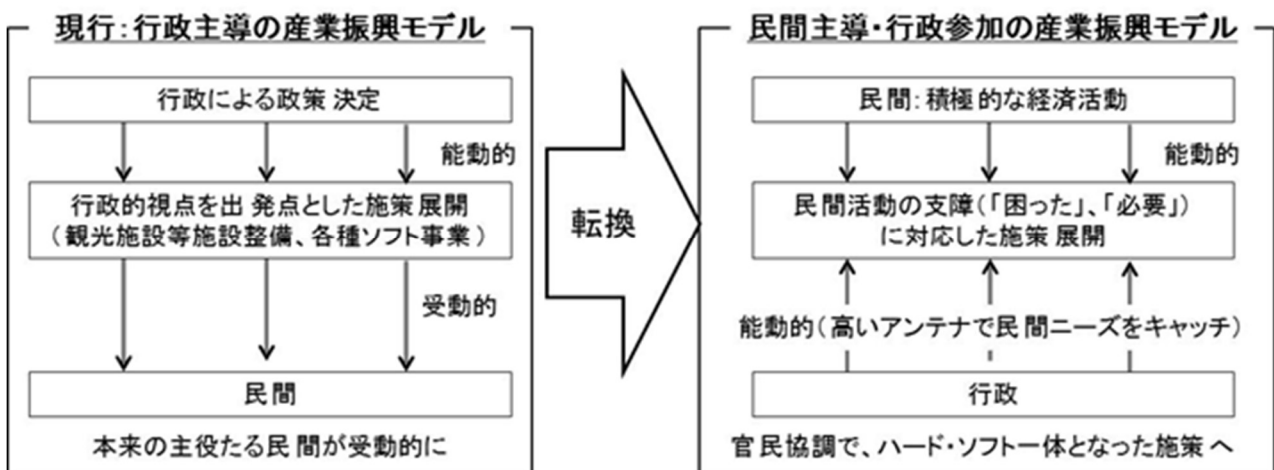 現行:行政主導の産業振興モデル
行政による政策決定
能動的
行政的視点を出発点とした施策展開
(観光施設等施設整備、各種ソフト事業)
受動的
民間
本来の主役たる民間が受動的に
転換
民間主導・行政参加の産業振興モデル
民間:積極的な経済活動
能動的
民間活動の支障(「困った」、「必要」)
に対応した施策展開
能動的(高いアンテナで民間ニーズをキャッチ)
行政
官民協調で、ハード・ソフト一体となった施策へ